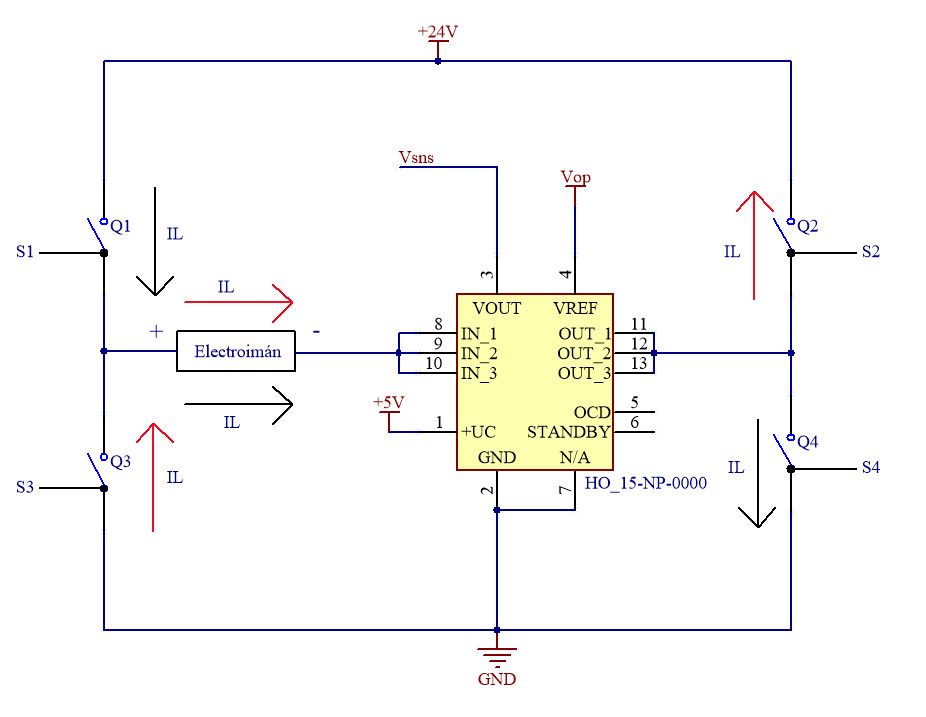 +24V
Vsns
Vop
Q1
IL
S1
IL
Q2
S2
IL
3
4
VOUT
VREF
+
-
Electroimán
8
IN_1
9
IN_2
10
IN_3
OUT_1
11
OUT_2
12
OUT_3
13
IL
+5V
1
+UC
OCD
5
STANDBY
6
GND
N/A
2
7
HO_15-NP-0000
Q3
S3
IL
Q4
IL
S4
GND